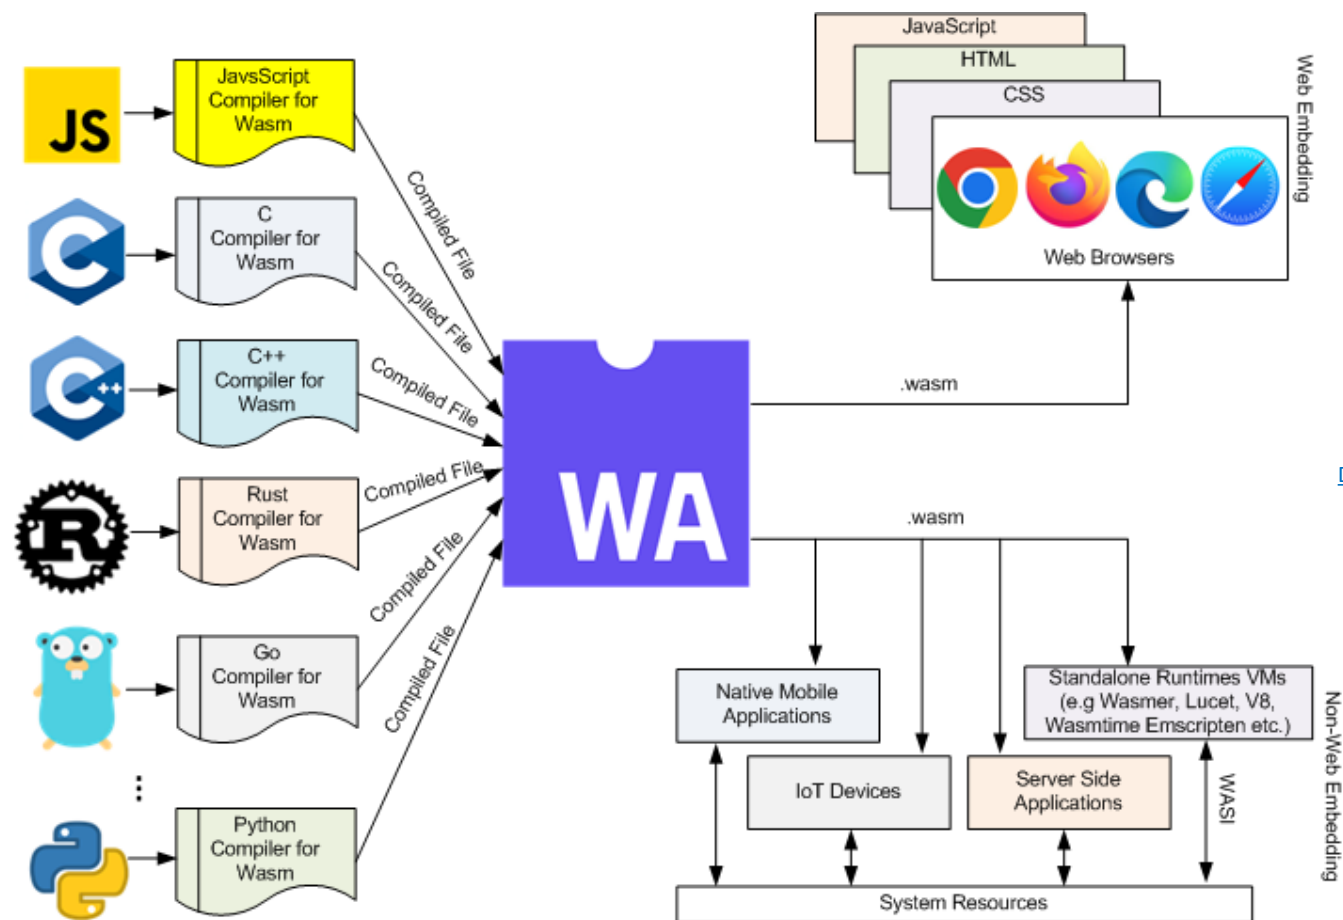 JS
JavsScript
Compiler for
Wasm
Compiled File
C
C
Compiler for
Wasm
Compiled File
C++
C++
Compiler for
Wasm
Compiled File
R
Rust
Compiler for
Wasm
Compiled File
Go
Compiler for
Wasm
Compiled File
Python
Compiler for
Wasm
Compiled File
WA
.wasm
.wasm
JavaScript
HTML
CSS
Web Browsers
Web Embedding
Native Mobile
Applications
IoT Devices
Server Side
Applications
Standalone Runtimes VMs
(e.g Wasmer, Lucet, V8,
Wasmtime Emscripten etc.)
WASI
System Resources
Non-Web Embedding